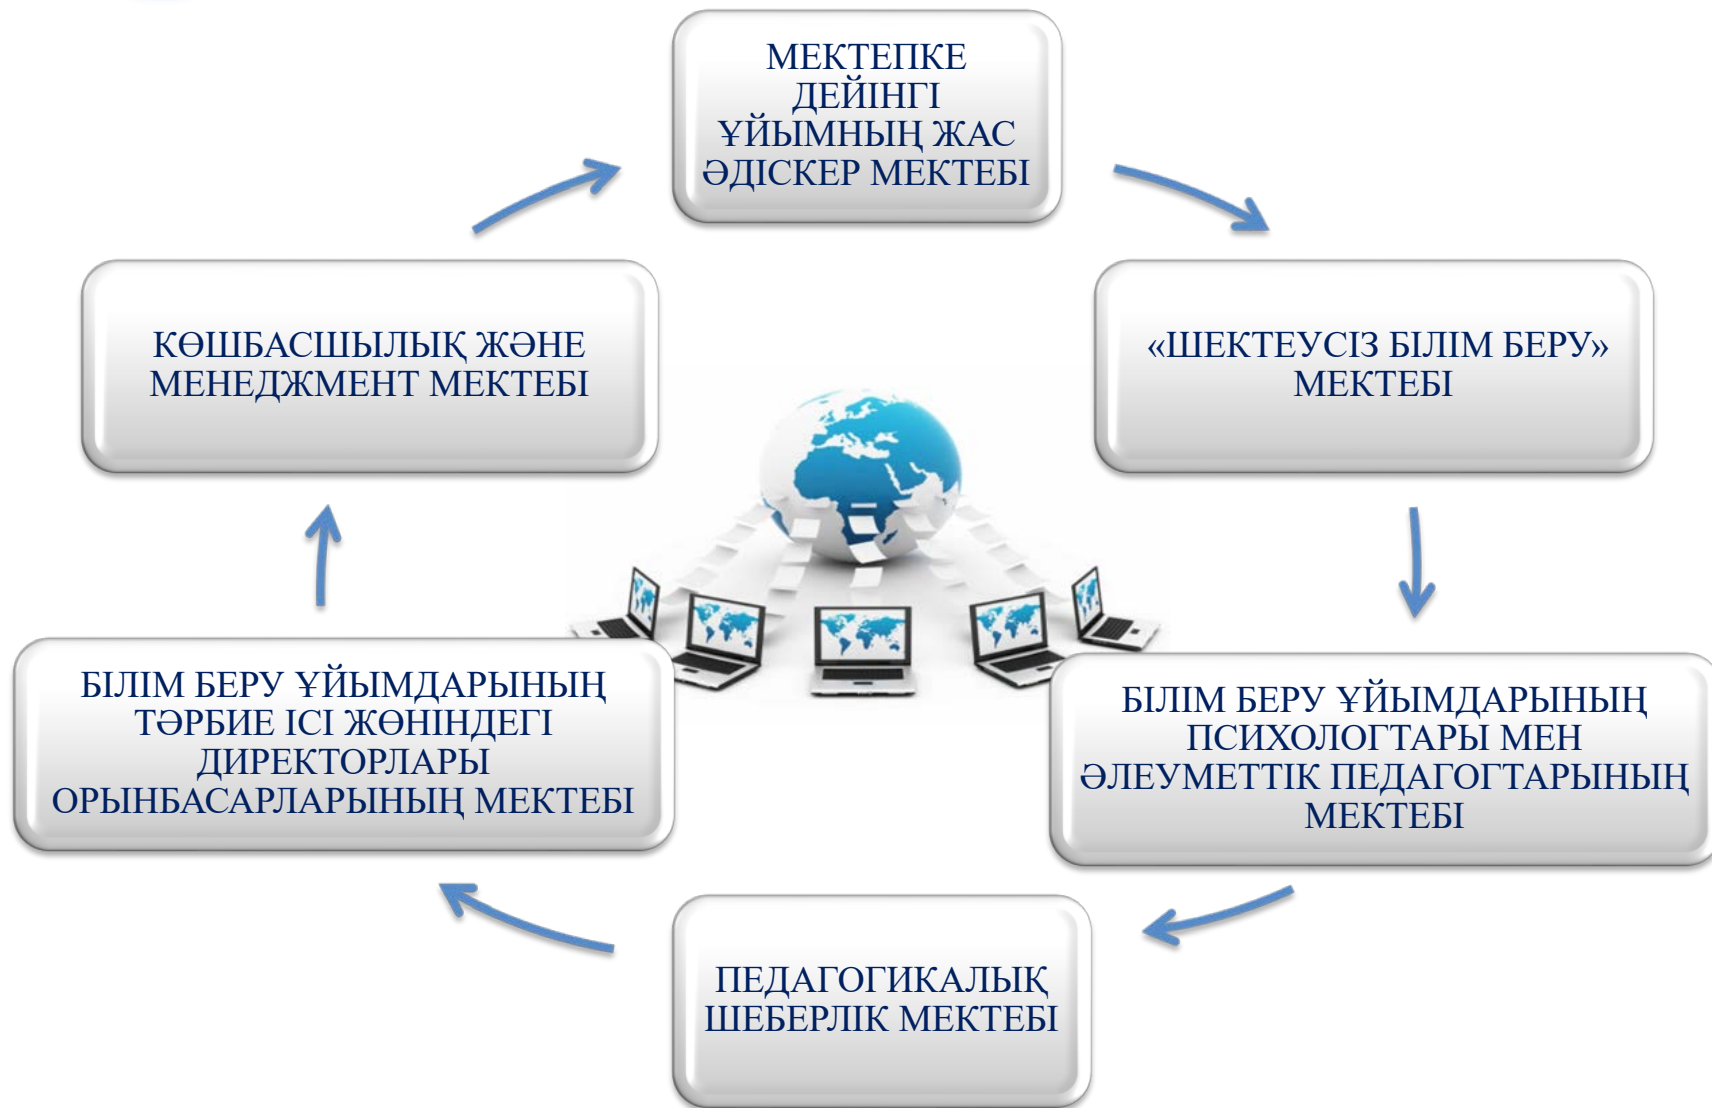 МЕКТЕПКЕ
ДЕЙІНГІ
ҰЙЫМНЫҢ ЖАС
ӘДІСКЕР МЕКТЕБІ
«ШЕКТЕУСІЗ БІЛІМ БЕРУ»
МЕКТЕБІ
БІЛІМ БЕРУ ҰЙЫМДАРЫНЫҢ
ПСИХОЛОГТАРЫ МЕН
ӘЛЕУМЕТТІК ПЕДАГОГТАРЫНЫҢ
МЕКТЕБІ
ПЕДАГОГИКАЛЫҚ
ШЕБЕРЛІК МЕКТЕБІ
БІЛІМ БЕРУ ҰЙЫМДАРЫНЫҢ
ТӘРБИЕ ІСІ ЖӨНІНДЕГІ
ДИРЕКТОРЛАРЫ
ОРЫНБАСАРЛАРЫНЫҢ МЕКТЕБІ
КӨШБАСШЫЛЫҚ ЖӘНЕ
МЕНЕДЖМЕНТ МЕКТЕБІ